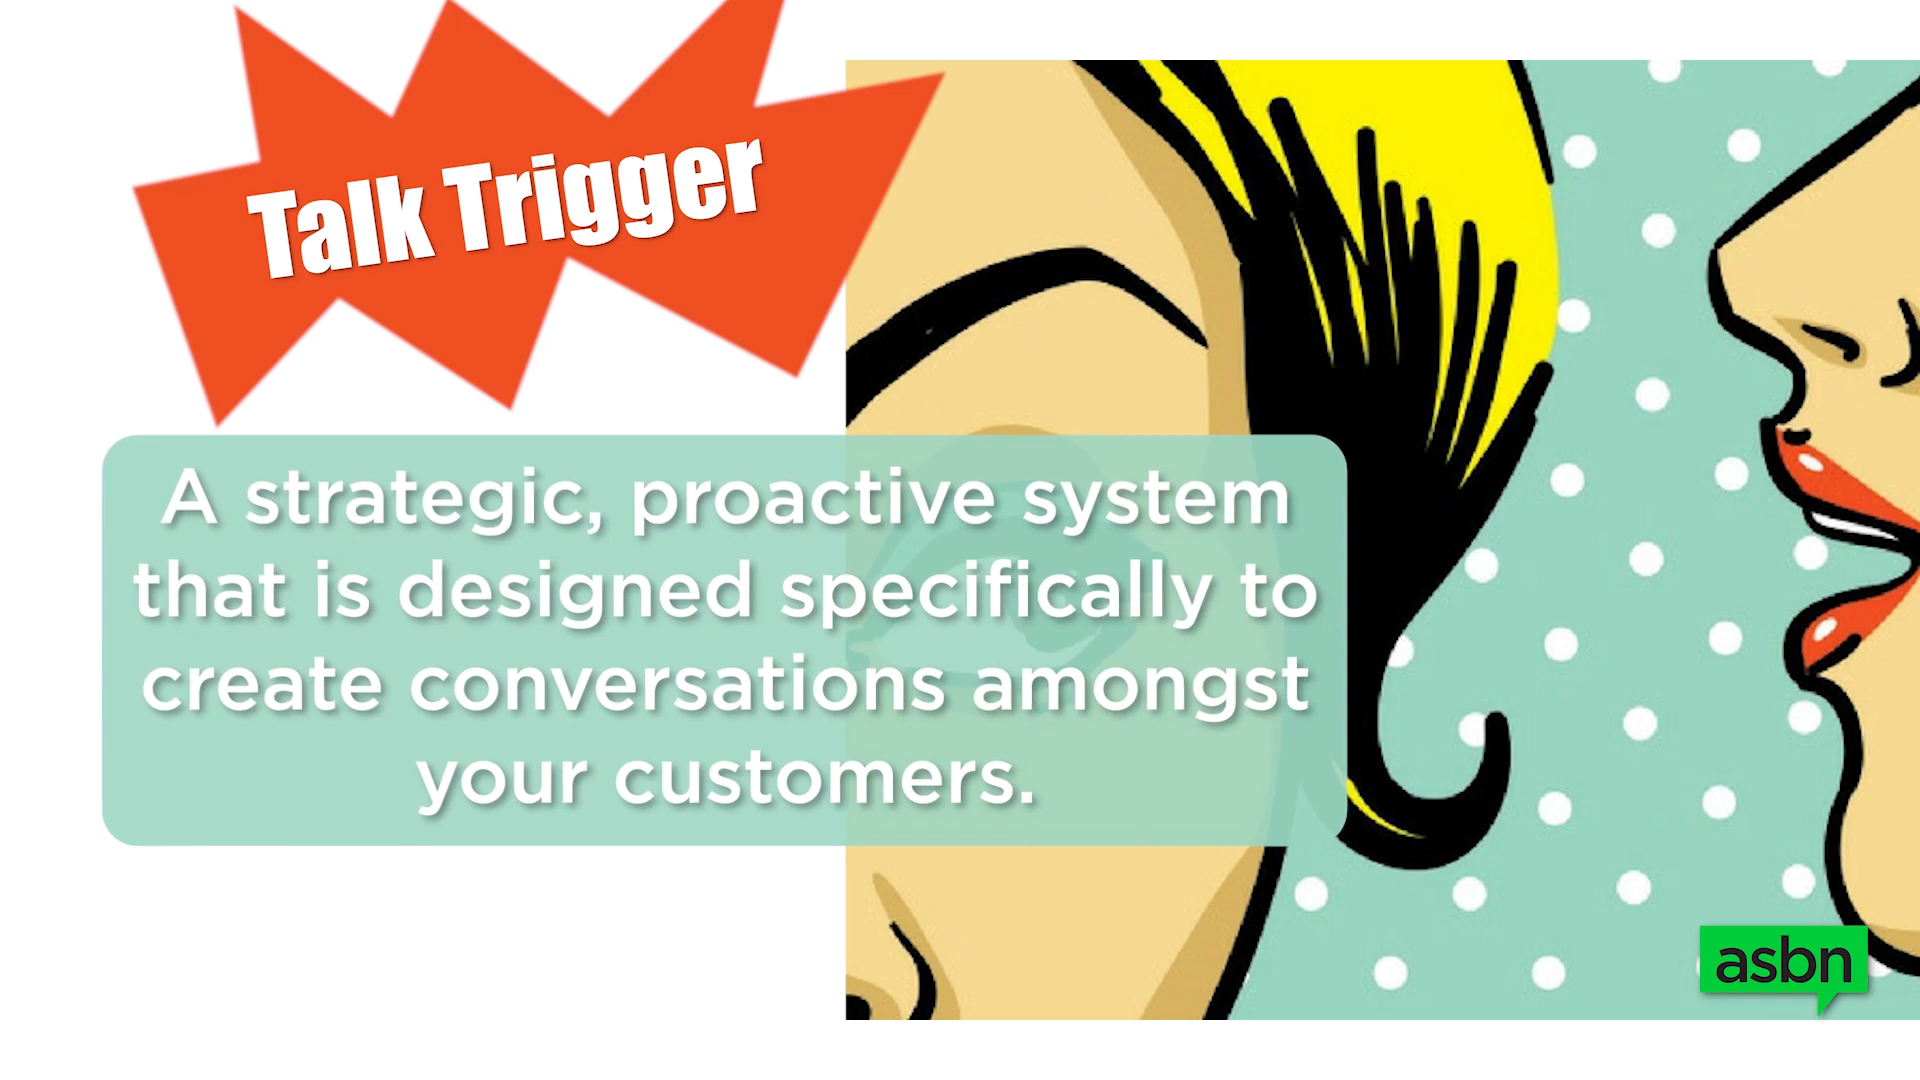 Talk Trigger
A strategic, proactive system
that is designed specifically to
create conversations amongst
your customers.
asbn